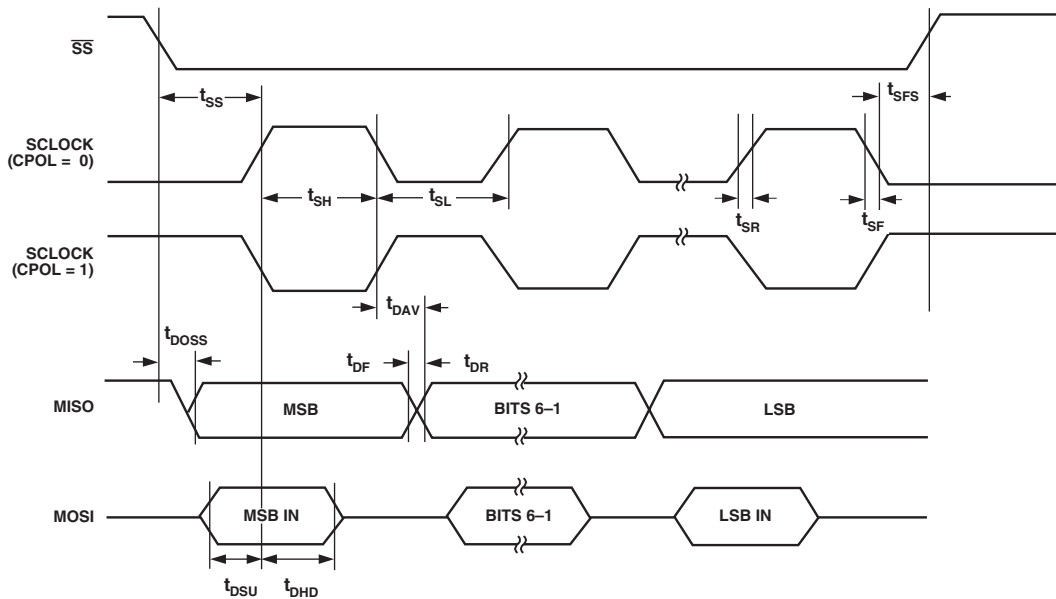 SS
tSS
tSFS
SCLOCK
(CPOL = 0)
tSH
tSL
tSR
tSF
SCLOCK
(CPOL = 1)
tDAV
tDOSS
tDF
tDR
MISO
MSB
BITS 6–1
LSB
MOSI
MSB IN
BITS 6–1
LSB IN
tDSU
tDHD